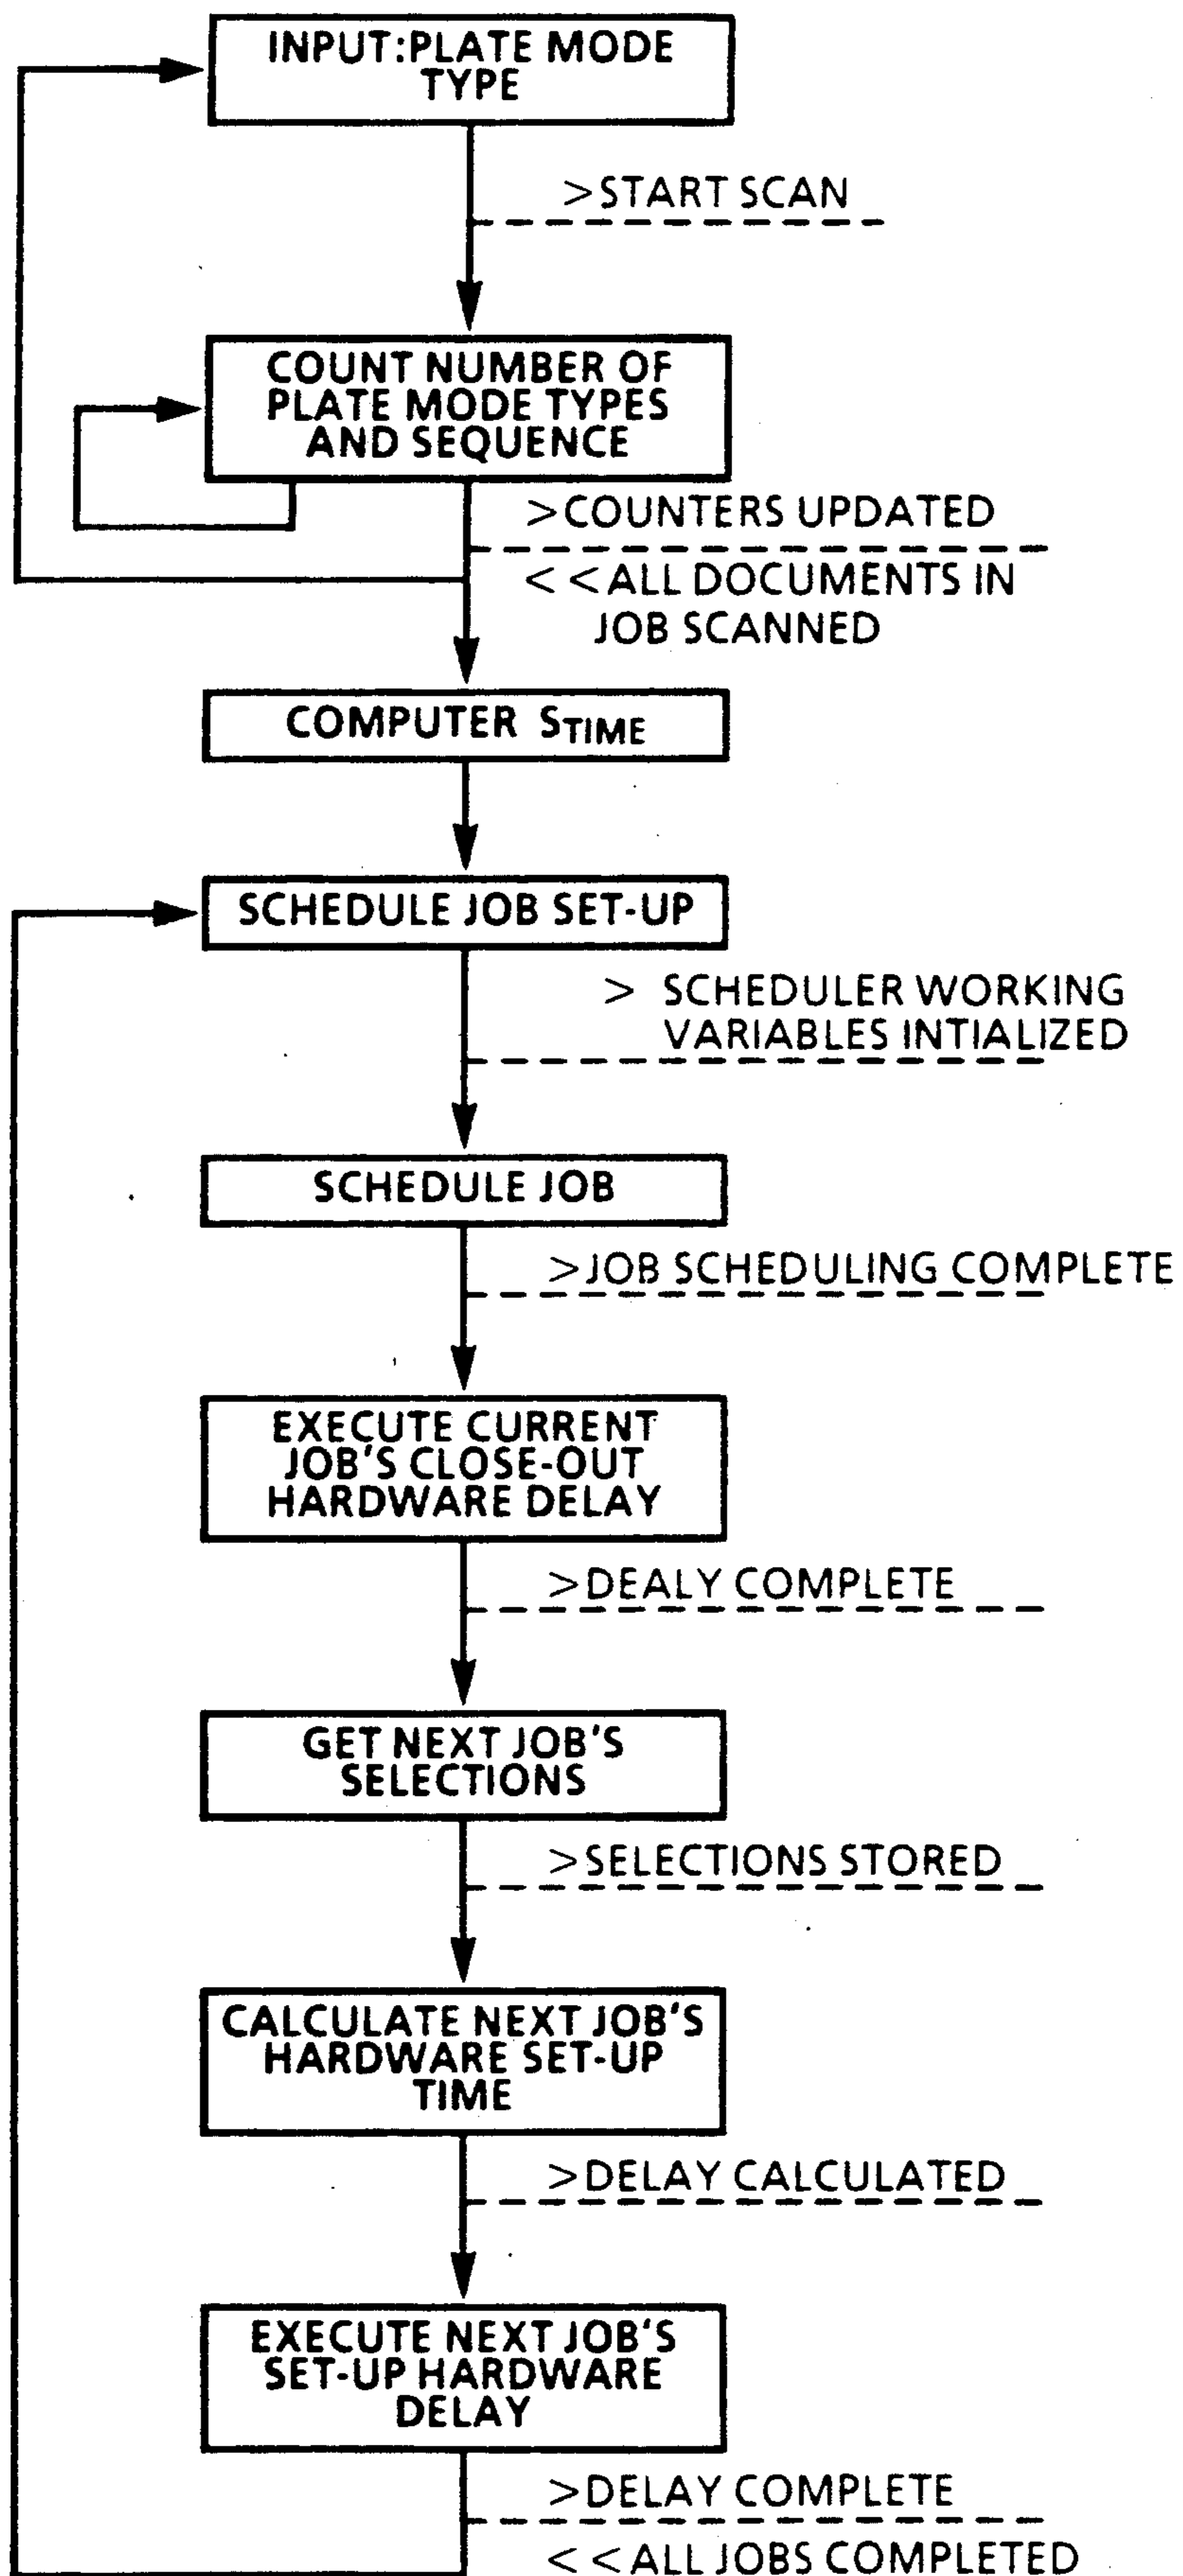 INPUT:PLATE MODE
TYPE
>START SCAN
COUNT NUMBER OF
PLATE MODE TYPES
AND SEQUENCE
>COUNTERS UPDATED
<<ALL DOCUMENTS IN
JOB SCANNED
COMPUTER STIME
SCHEDULE JOB SET-UP
> SCHEDULER WORKING
VARIABLES INTIALIZED
SCHEDULE JOB
>JOB SCHEDULING COMPLETE
EXECUTE CURRENT
JOB'S CLOSE-OUT
HARDWARE DELAY
>DEALY COMPLETE
GET NEXT JOB'S
SELECTIONS
>SELECTIONS STORED
CALCULATE NEXT JOB'S
HARDWARE SET-UP
TIME
>DELAY CALCULATED
EXECUTE NEXT JOB'S
SET-UP HARDWARE
DELAY
>DELAY COMPLETE
<<ALL JOBS COMPLETED